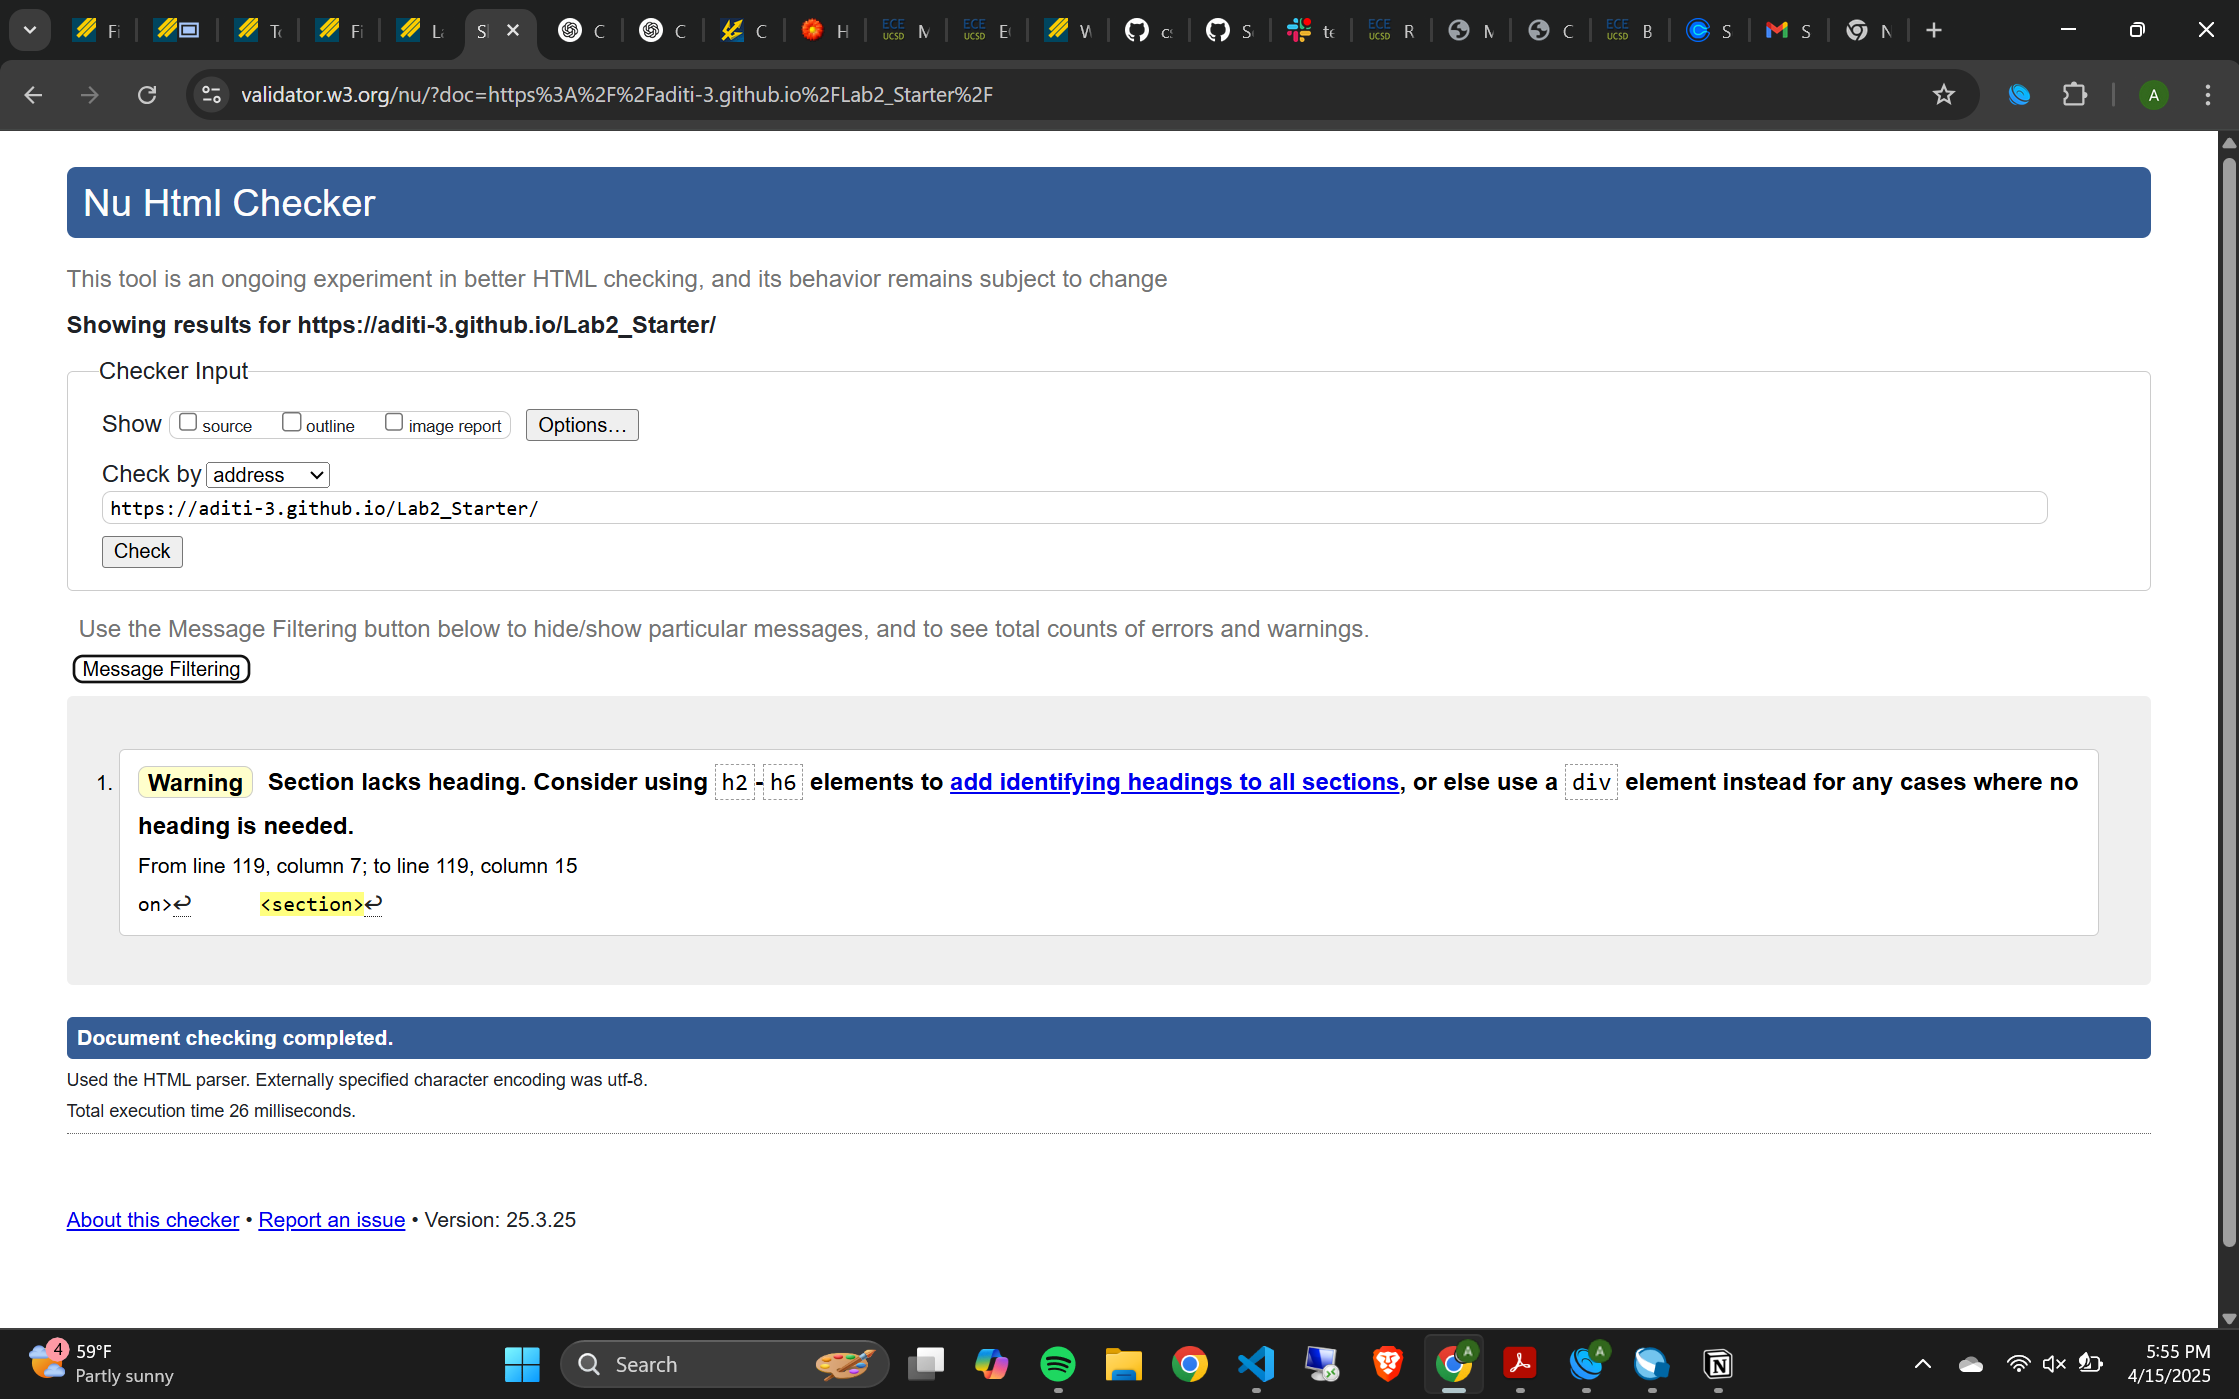 Fi
To
Fi
La
Sl
C
C
C
H
ECE
UCSD
M
ECE
UCSD
E
W
cs
S
te
ECE
UCSD
R
M
C
ECE
UCSD
B
S
S
N
validator.w3.org/nu/?doc=https%3A%2F%2Faditi-3.github.io%2FLab2_Starter%2F
A
Nu Html Checker
This tool is an ongoing experiment in better HTML checking, and its behavior remains subject to change
Showing results for https://aditi-3.github.io/Lab2_Starter/
Checker Input
Show source outline image report Options...
Check by address
https://aditi-3.github.io/Lab2_Starter/
Check
Use the Message Filtering button below to hide/show particular messages, and to see total counts of errors and warnings.
Message Filtering
1. Warning Section lacks heading. Consider using h2-h6 elements to add identifying headings to all sections, or else use a div element instead for any cases where no
heading is needed.
From line 119, column 7; to line 119, column 15
on>↩ <section>↩
Document checking completed.
Used the HTML parser. Externally specified character encoding was utf-8.
Total execution time 26 milliseconds.
About this checker • Report an issue • Version: 25.3.25
4
59°F
Partly sunny
Search
A
A
5:55 PM
4/15/2025